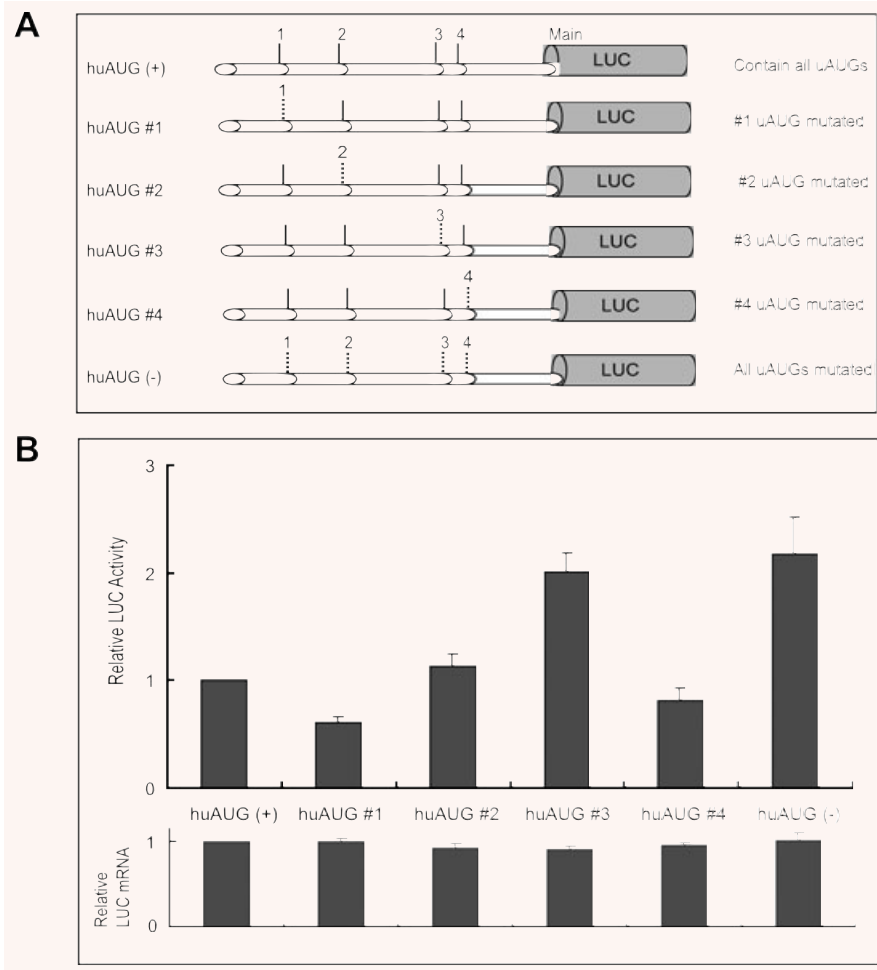 A
1 2 3 4 Main
huAUG (+) LUC Contain all uAUGs
1
huAUG #1 LUC #1 uAUG mutated
2
huAUG #2 LUC #2 uAUG mutated
3
huAUG #3 LUC #3 uAUG mutated
4
huAUG #4 LUC #4 uAUG mutated
1 2 3 4
huAUG (-) LUC All uAUGs mutated
B
Relative LUC Activity
3
2
1
0
huAUG (+) huAUG #1 huAUG #2 huAUG #3 huAUG #4 huAUG (-)
Relative
LUC mRNA
1
0